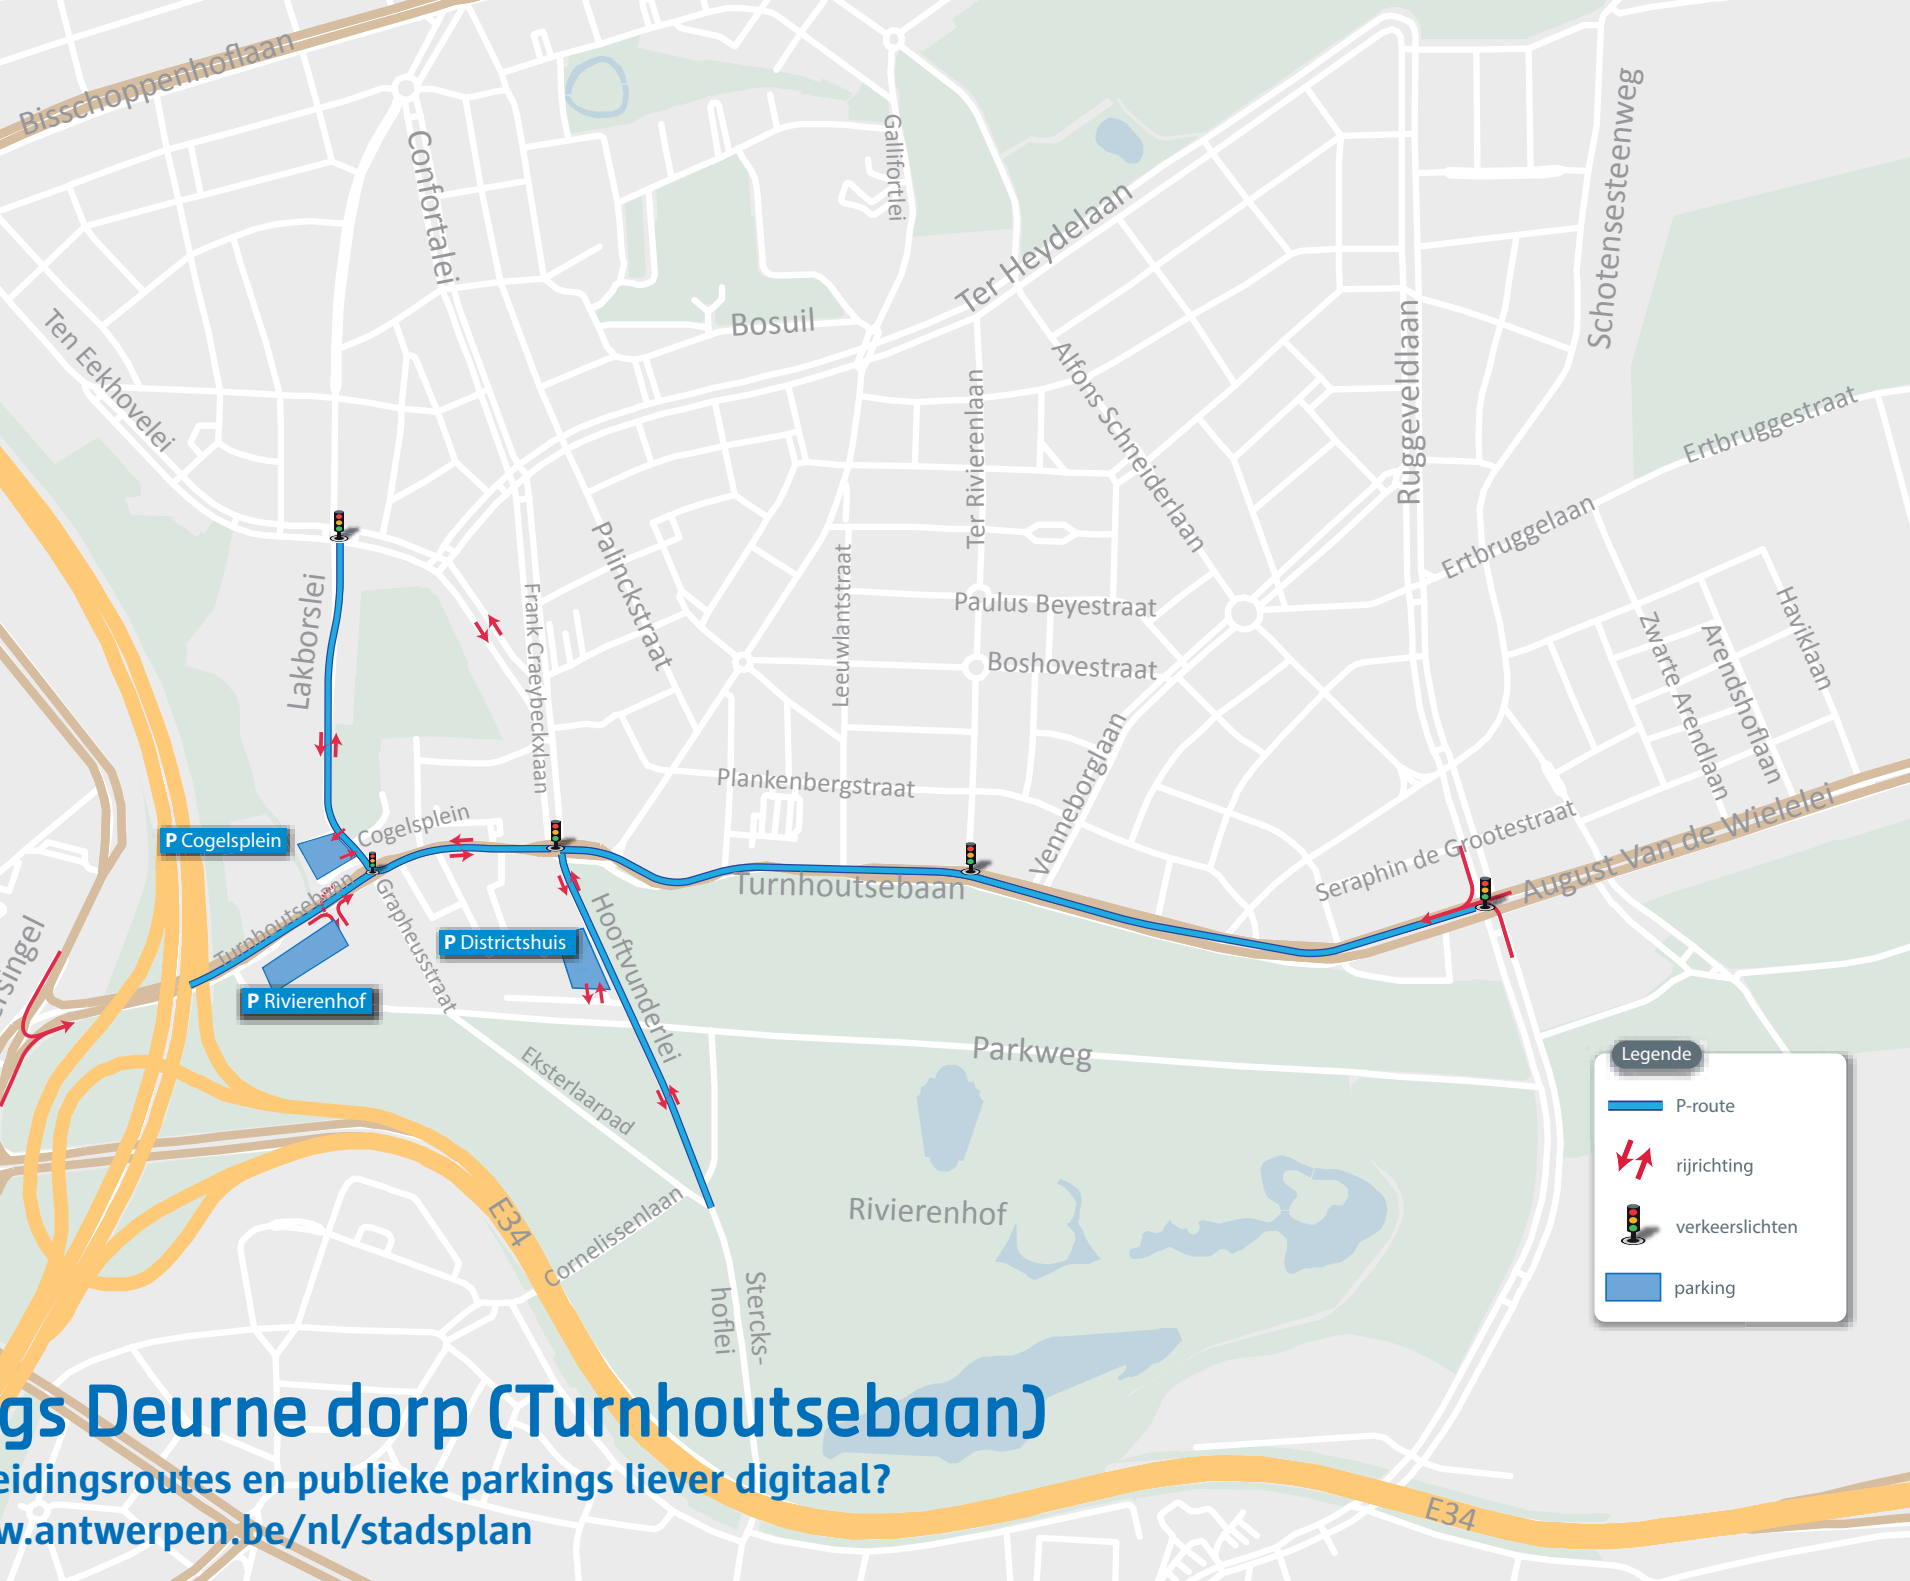 Bisschoppenhoflaan
Confortalei
Gallifortlei
Schotensesteenweg
Ter Heydelaan
Bosuil
Ten Eekhovelei
Alfons Schneiderlaan
Ter Rivierenlaan
Ruggeveldlaan
Ertbruggestraat
Ertbruggelaan
Palinckstraat
Lakborslei
Frank Craeybeckxlaan
Leeuwlantstraat
Paulus Beyestraat
Boshovestraat
Zwarte Arendlaan
Arendshoflaan
Haviklaan
Venneborglaan
Plankenbergstraat
P Cogelsplein
Cogelsplein
Seraphin de Grootestraat
August Van de Wielelei
Turnhoutsebaan
Turnhoutsebaan
Grapheusstraat
P Districtshuis
Hooftvunderlei
P Rivierenhof
ersingel
Parkweg
Eksterlaarpad
Rivierenhof
Cornelissenlaan
E34
Stercks-
hoflei
Legende
P-route
rijrichting
verkeerslichten
parking
gs Deurne dorp (Turnhoutsebaan)
eidingsroutes en publieke parkings liever digitaal?
w.antwerpen.be/nl/stadsplan
E34